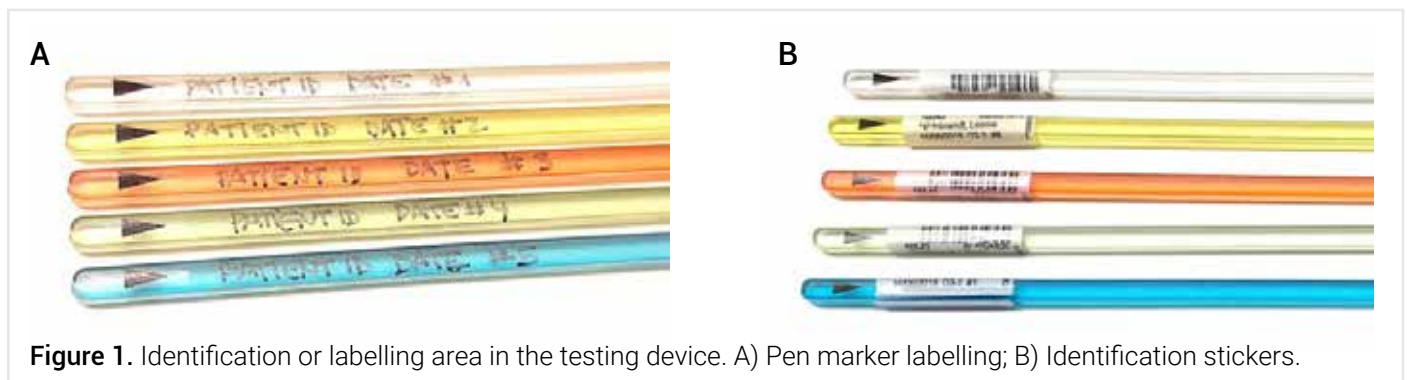 A
PATIENT ID DATE #1
PATIENT ID DATE #2
PATIENT ID DATE #3
PATIENT ID DATE #4
PATIENT ID DATE #5
B
Figure 1. Identification or labelling area in the testing device. A) Pen marker labelling; B) Identification stickers.